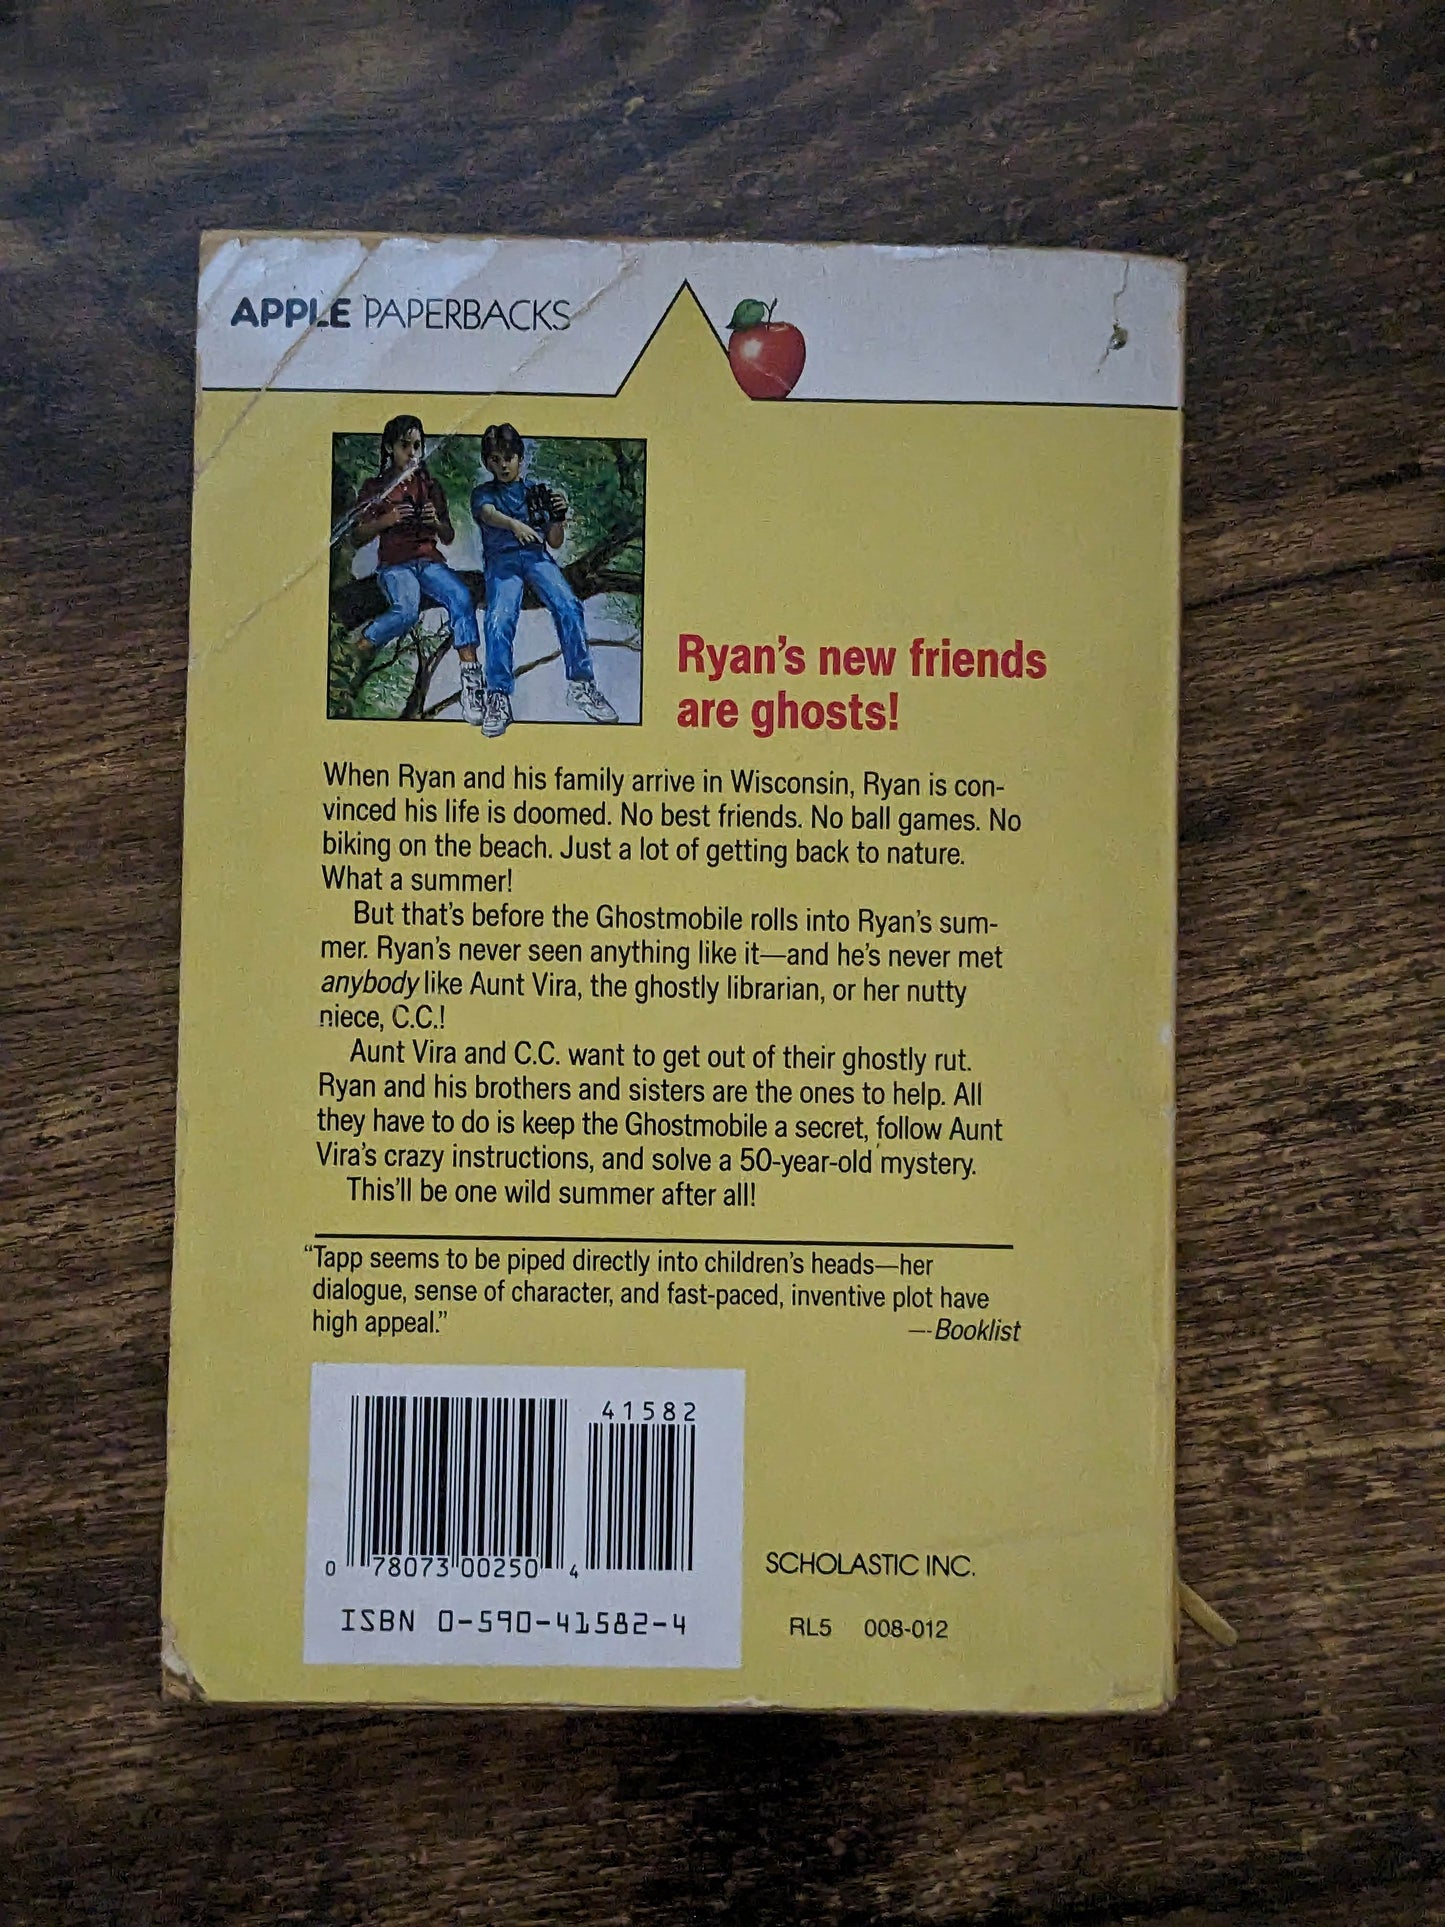 APPLE PAPERBACKS
Ryan's new friends
are ghosts!
When Ryan and his family arrive in Wisconsin, Ryan is con-
vinced his life is doomed. No best friends. No ball games. No
biking on the beach. Just a lot of getting back to nature.
What a summer!
But that's before the Ghostmobile rolls into Ryan's sum-
mer. Ryan's never seen anything like it—and he's never met
anybody like Aunt Vira, the ghostly librarian, or her nutty
niece, C.C.!
Aunt Vira and C.C. want to get out of their ghostly rut.
Ryan and his brothers and sisters are the ones to help. All
they have to do is keep the Ghostmobile a secret, follow Aunt
Vira's crazy instructions, and solve a 50-year-old mystery.
This'll be one wild summer after all!
“Tapp seems to be piped directly into children's heads—her
dialogue, sense of character, and fast-paced, inventive plot have
high appeal.”
—Booklist
41582
0 78073 00250 4
ISBN 0-590-41582-4
SCHOLASTIC INC.
RL5 008-012